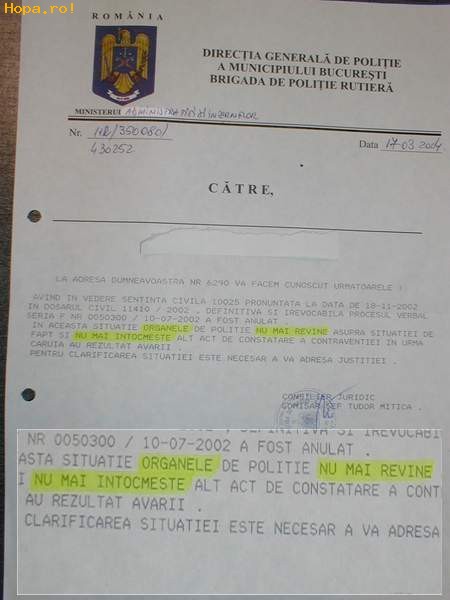 Hopa.ro!
ROMÂNIA
DIRECŢIA GENERALĂ DE POLIŢIE
A MUNICIPIULUI BUCUREŞTI
BRIGADA DE POLIŢIE RUTIERĂ
MINISTERUL ADMINISTRAŢIEI ŞI INTERNELOR
Nr. /350080/
430252
Data 17-03 2004
CĂTRE,
LA ADRESA DUMNEAVOASTRA NR 6290 VA FACEM CUNOSCUT URMATOARELE :
AVIND IN VEDERE SENTINTA CIVILA 10025 PRONUNTATA LA DATA DE 18-11-2002
IN DOSARUL CIVIL 11410 / 2002 . DEFINITIVA SI IREVOCABILA PROCESUL VERBAL
SERIA F NR 0050300 / 10-07-2002 A FOST ANULAT .
IN ACEASTA SITUATIE ORGANELE DE POLITIE NU MAI REVINE ASUPRA SITUATIEI DE
FAPT SI NU MAI INTOCMESTE ALT ACT DE CONSTATARE A CONTRAVENTIEI IN URMA
CARUIA AU REZULTAT AVARII .
PENTRU CLARIFICAREA SITUATIEI ESTE NECESAR A VA ADRESA JUSTITIEI .
CONSILIER JURIDIC
COMISAR SEF TUDOR MITICA .
NR 0050300 / 10-07-2002 A FOST ANULAT .
ASTA SITUATIE ORGANELE DE POLITIE NU MAI REVINE
I NU MAI INTOCMESTE ALT ACT DE CONSTATARE A CONT
AU REZULTAT AVARII .
CLARIFICAREA SITUATIEI ESTE NECESAR A VA ADRESA